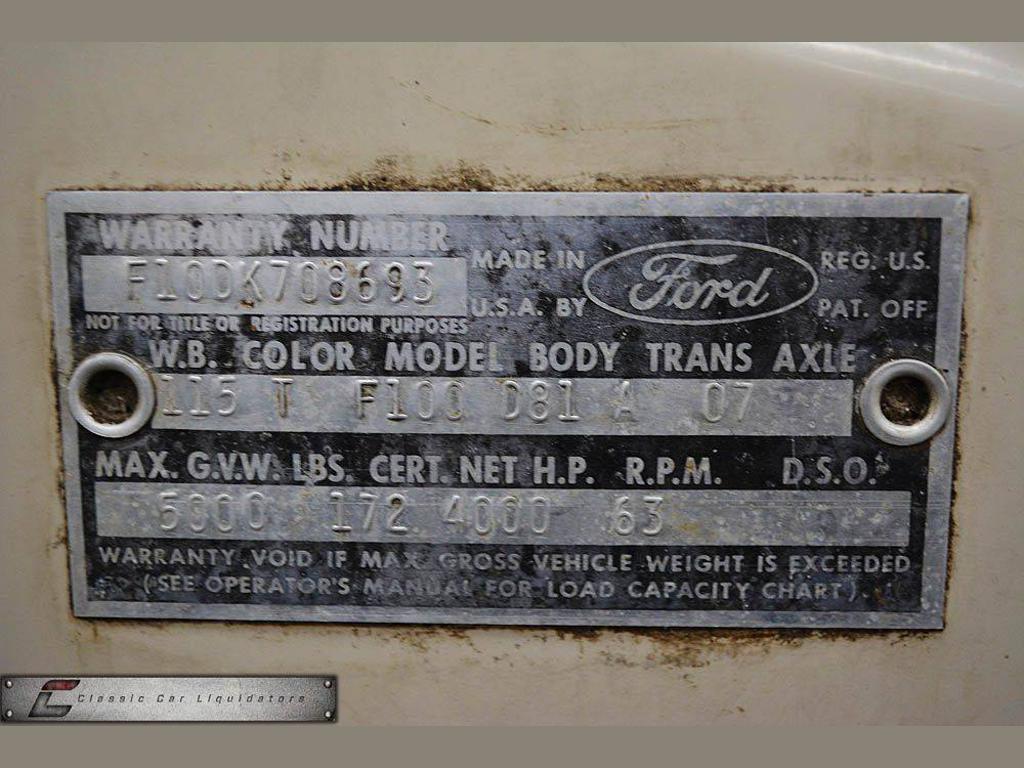 WARRANTY NUMBER
F10DK708693
NOT FOR TITLE OR REGISTRATION PURPOSES
MADE IN
U.S.A. BY
Ford
REG. U.S.
PAT. OFF
W.B. COLOR MODEL BODY TRANS AXLE
115 T F100 D81 A 07
MAX. G.V.W. LBS. CERT. NET H.P. R.P.M. D.S.O.
5000 172 4000 63
WARRANTY VOID IF MAX. GROSS VEHICLE WEIGHT IS EXCEEDED
(SEE OPERATOR'S MANUAL FOR LOAD CAPACITY CHART).
Classic Car Liquidators